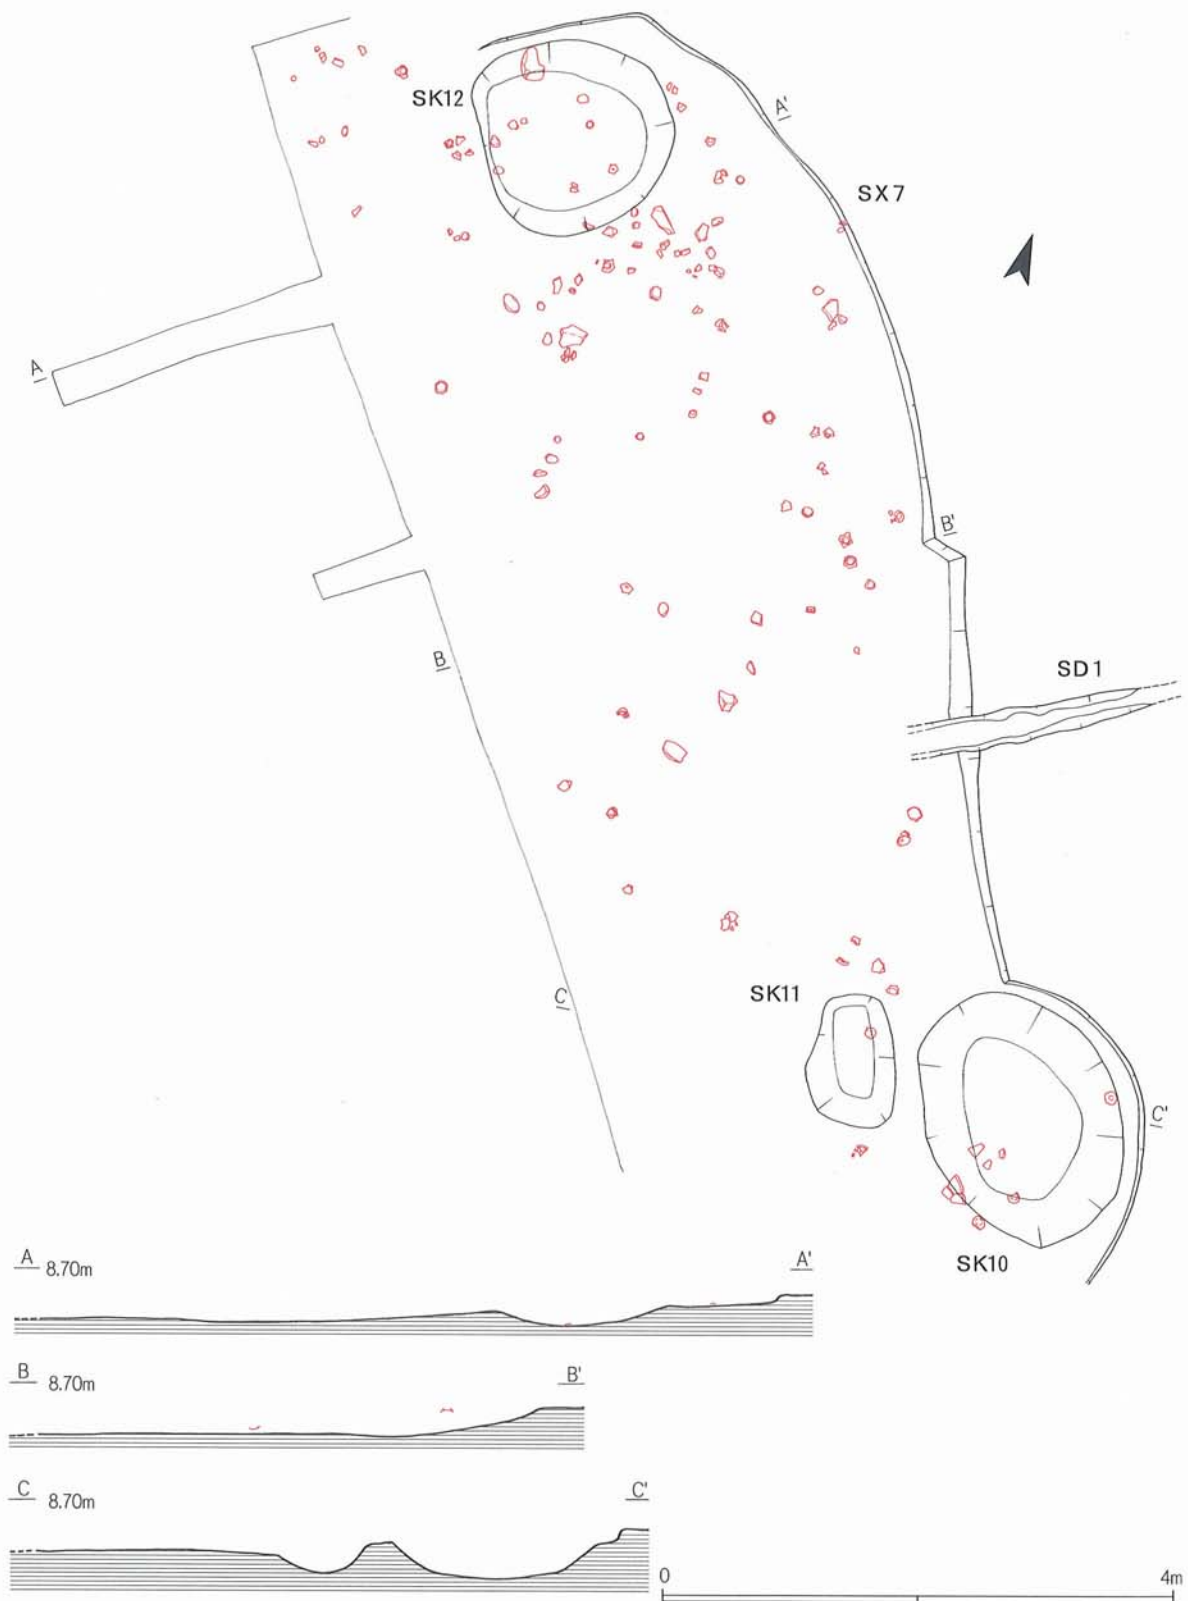 SK12
A'
SX7
A
B'
SD1
B
SK11
C
C'
SK10
A 8.70m A'
B 8.70m B'
C 8.70m C'
0 4m